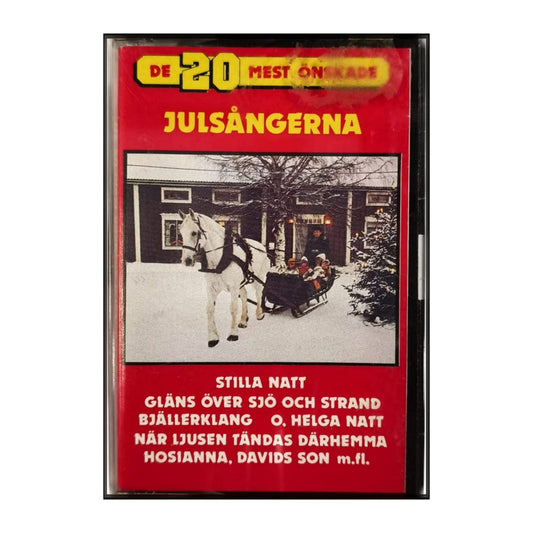 DE 20 MEST ÖNSKADE
JULSÅNGERNA
STILLA NATT
GLÄNS ÖVER SJÖ OCH STRAND
BJÄLLERKLANG O, HELGA NATT
NÄR LJUSEN TÄNDAS DÄRHEMMA
HOSIANNA, DAVIDS SON m.fl.